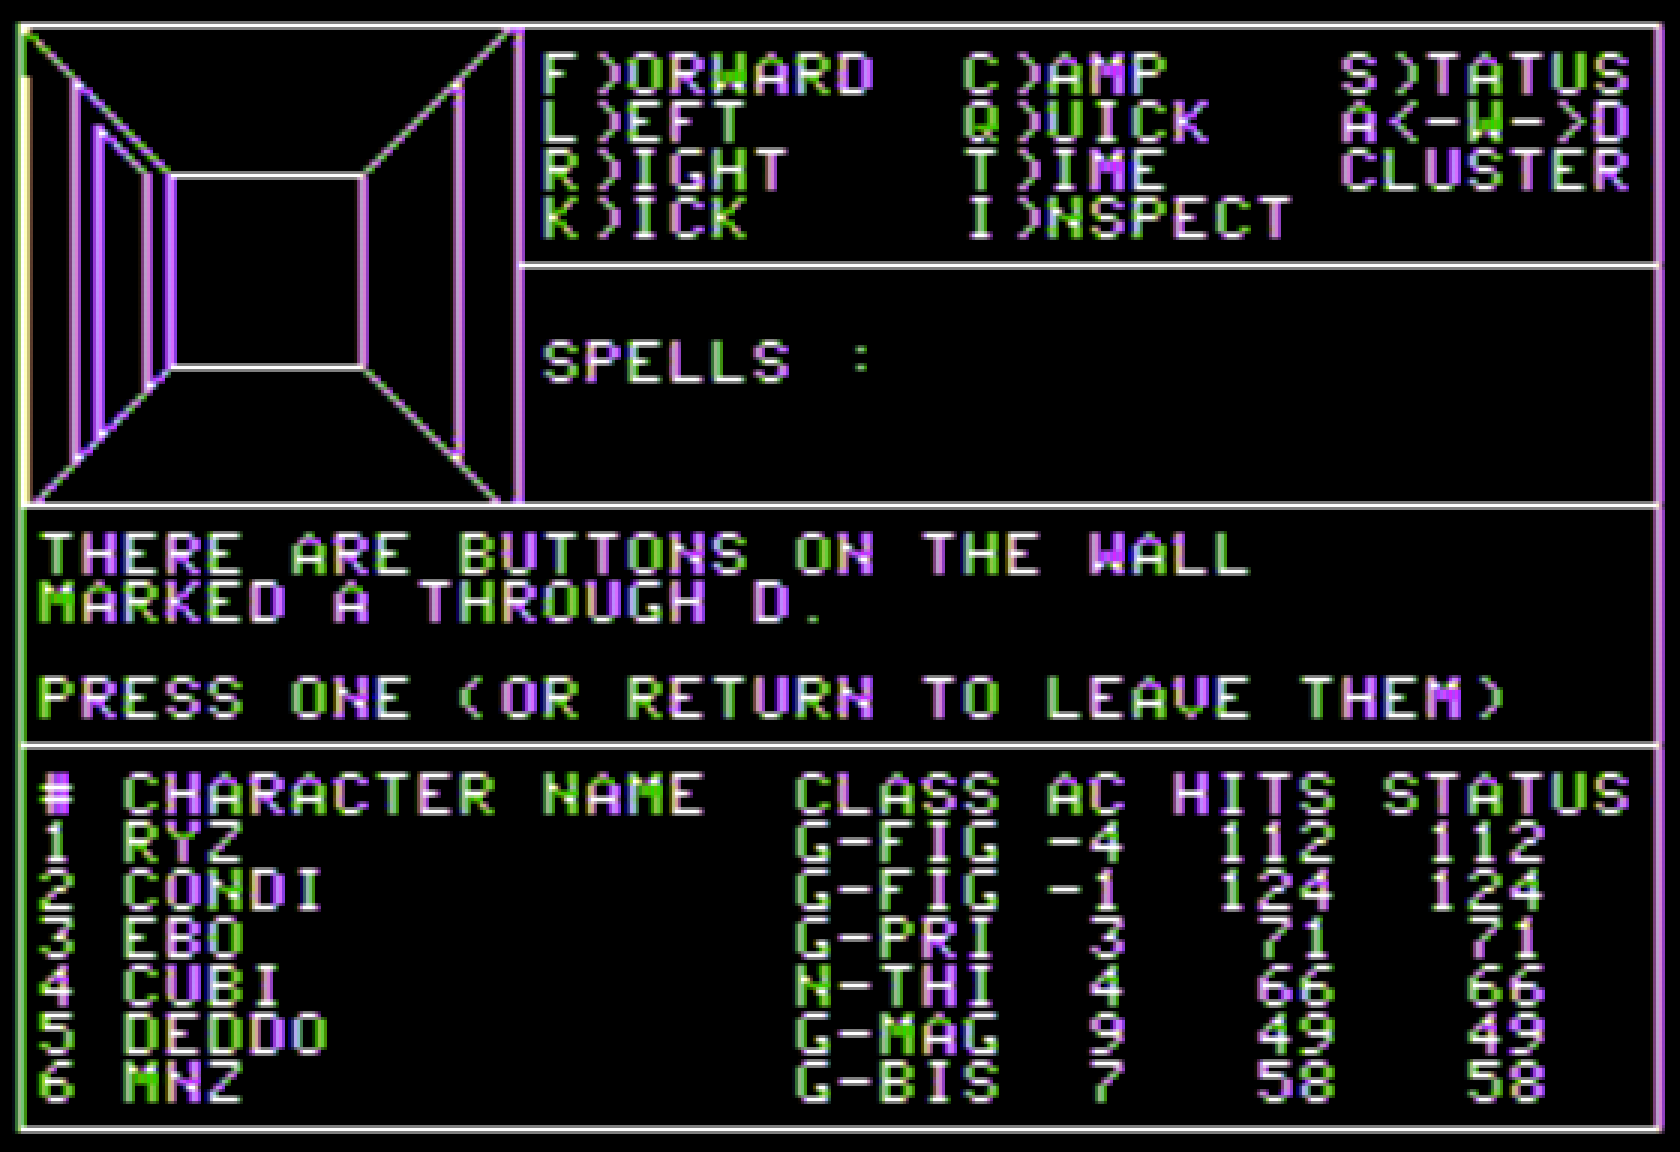 F)ORWARD C)AMP S)TATUS
L)EFT Q)UICK A<-W->D
R)IGHT T)IME CLUSTER
K)ICK I)NSPECT
SPELLS :
THERE ARE BUTTONS ON THE WALL
MARKED A THROUGH D.
PRESS ONE (OR RETURN TO LEAVE THEM)
# CHARACTER NAME CLASS AC HITS STATUS
1 RYZ G-FIG -4 112 112
2 CONDI G-FIG -1 124 124
3 EBO G-PRI 3 71 71
4 CUBI N-THI 4 66 66
5 DEDDO G-MAG 9 49 49
6 MNZ G-BIS 7 58 58